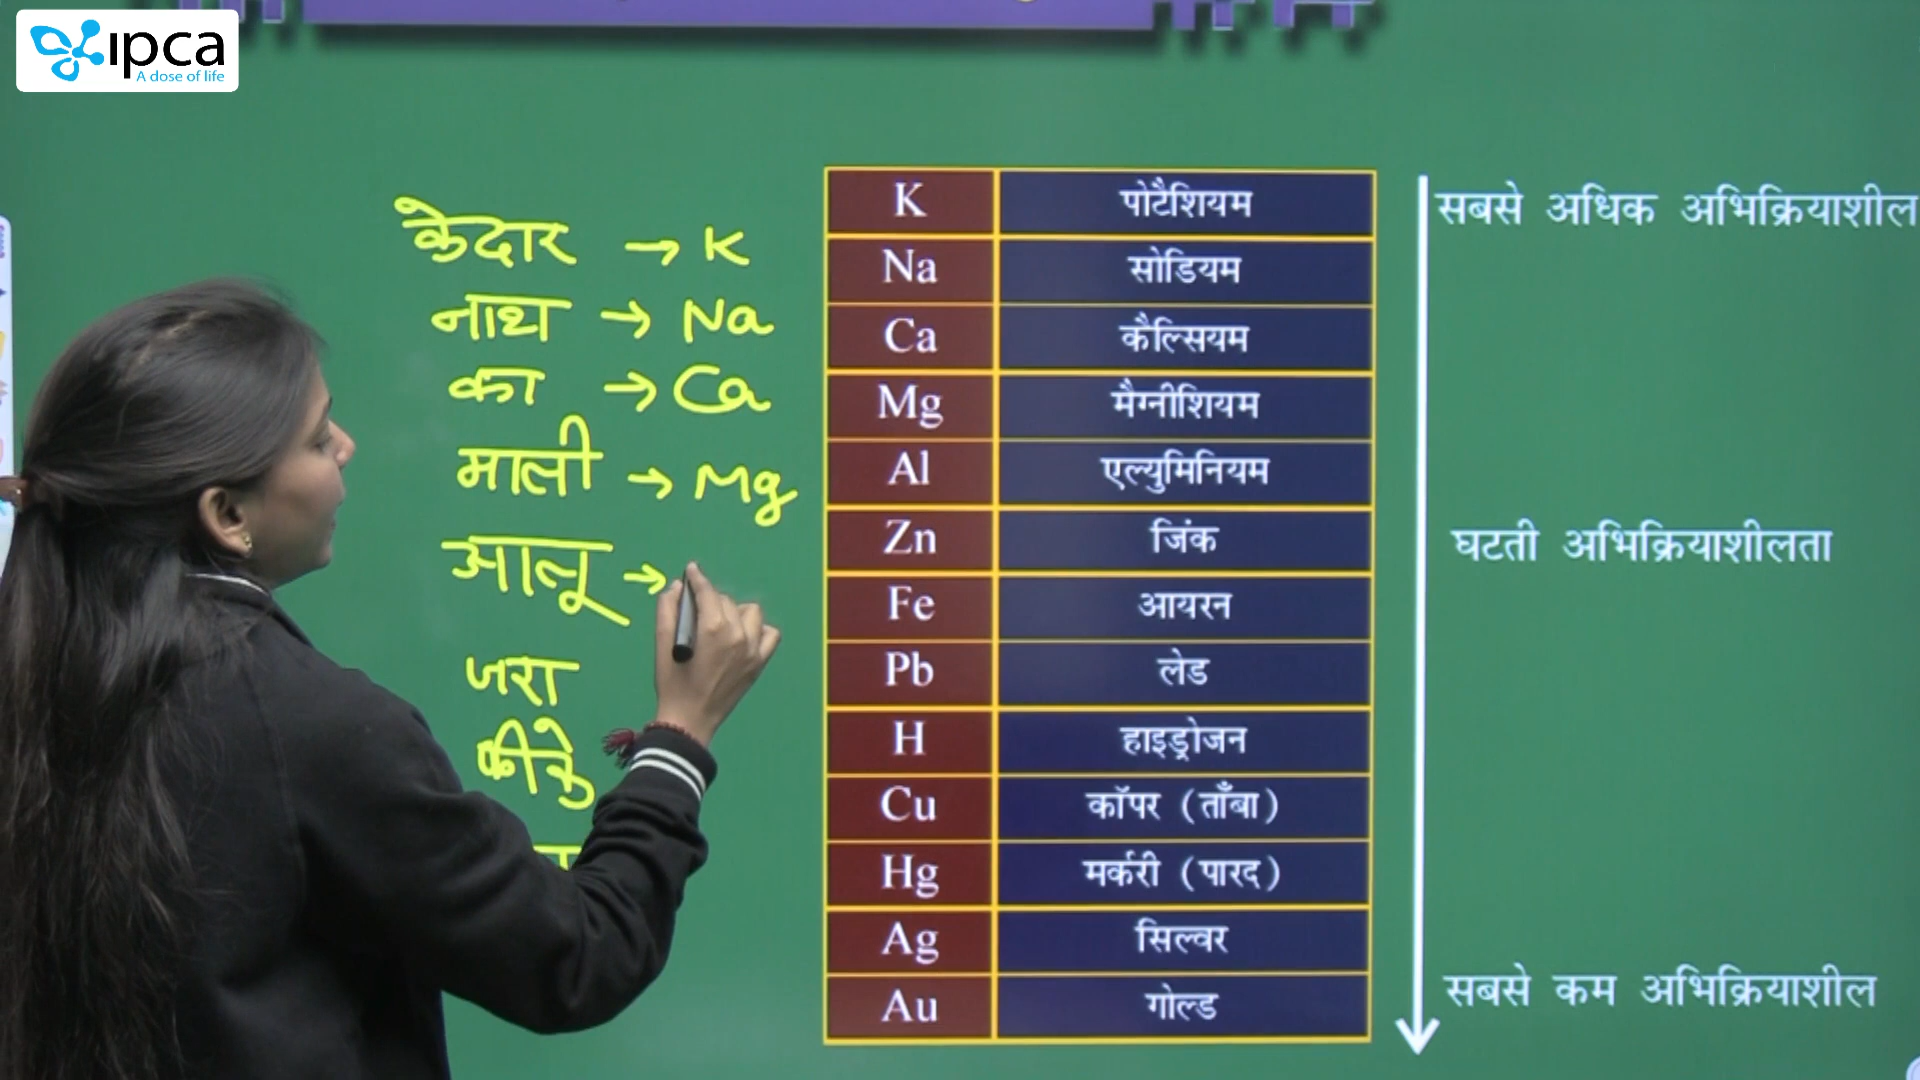 ipca
A dose of life
केदार → K
नाथ → Na
का → Ca
माली → Mg
आलू →
जरा
फीके
K पोटैशियम
Na सोडियम
Ca कैल्सियम
Mg मैग्नीशियम
Al एल्युमिनियम
Zn जिंक
Fe आयरन
Pb लेड
H हाइड्रोजन
Cu कॉपर (ताँबा)
Hg मर्करी (पारद)
Ag सिल्वर
Au गोल्ड
सबसे अधिक अभिक्रियाशील
घटती अभिक्रियाशीलता
सबसे कम अभिक्रियाशील